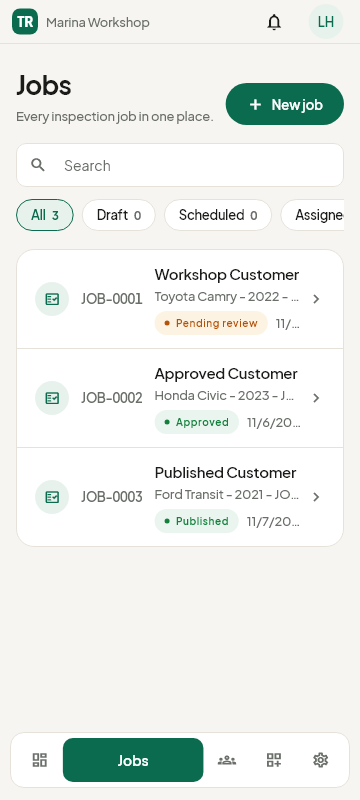 TR Marina Workshop LH
Jobs
Every inspection job in one place.
New job
Search
All 3 Draft 0 Scheduled 0 Assigne
Workshop Customer
JOB-0001 Toyota Camry - 2022 - ...
Pending review 11/...
Approved Customer
JOB-0002 Honda Civic - 2023 - J...
Approved 11/6/20...
Published Customer
JOB-0003 Ford Transit - 2021 - JO...
Published 11/7/20...
Jobs